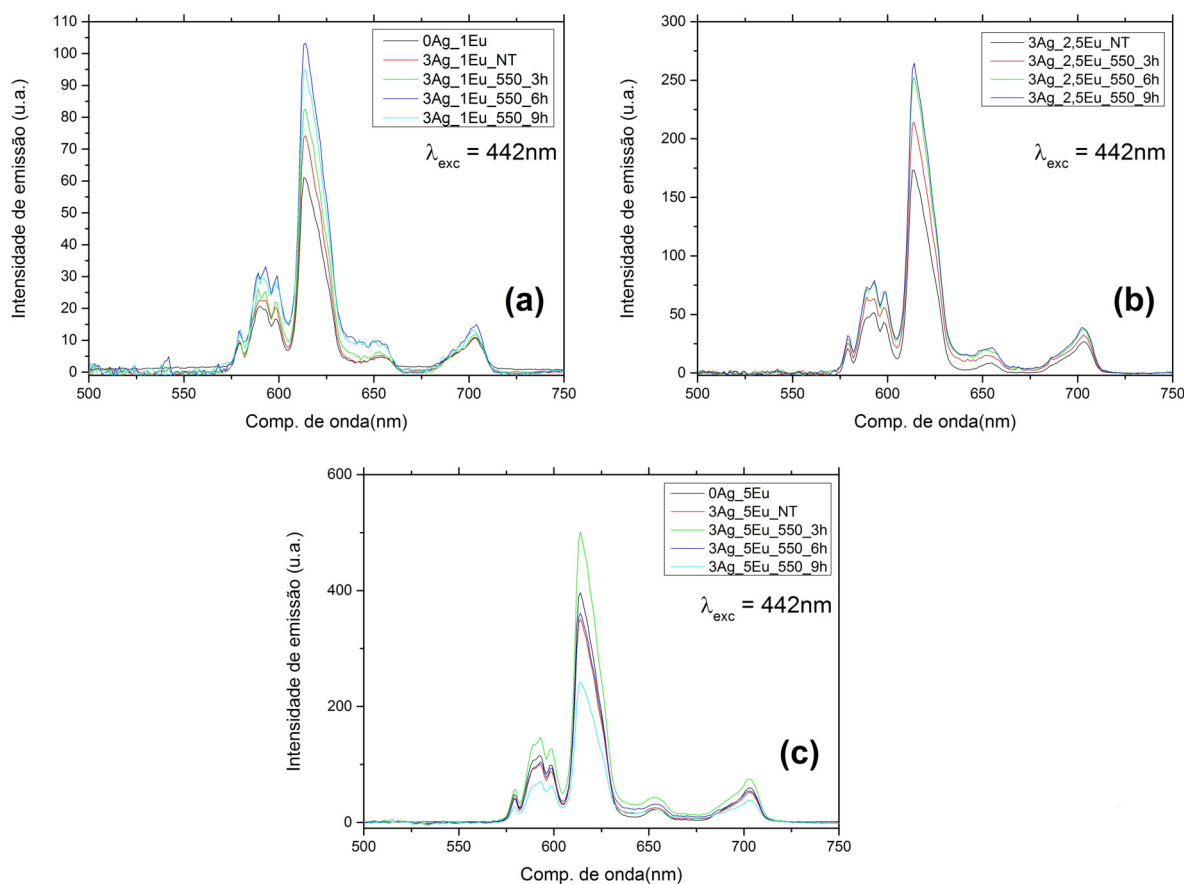 110
100
90
80
70
60
50
40
30
20
10
0
Intensidade de emissão (u.a.)
0Ag_1Eu
3Ag_1Eu_NT
3Ag_1Eu_550_3h
3Ag_1Eu_550_6h
3Ag_1Eu_550_9h
λexc = 442nm
(a)
500 550 600 650 700 750
Comp. de onda(nm)
300
250
200
150
100
50
0
Intensidade de emissão (u.a.)
3Ag_2,5Eu_NT
3Ag_2,5Eu_550_3h
3Ag_2,5Eu_550_6h
3Ag_2,5Eu_550_9h
λexc = 442nm
(b)
500 550 600 650 700 750
Comp. de onda(nm)
600
400
200
0
Intensidade de emissão (u.a.)
0Ag_5Eu
3Ag_5Eu_NT
3Ag_5Eu_550_3h
3Ag_5Eu_550_6h
3Ag_5Eu_550_9h
λexc = 442nm
(c)
500 550 600 650 700 750
Comp. de onda(nm)